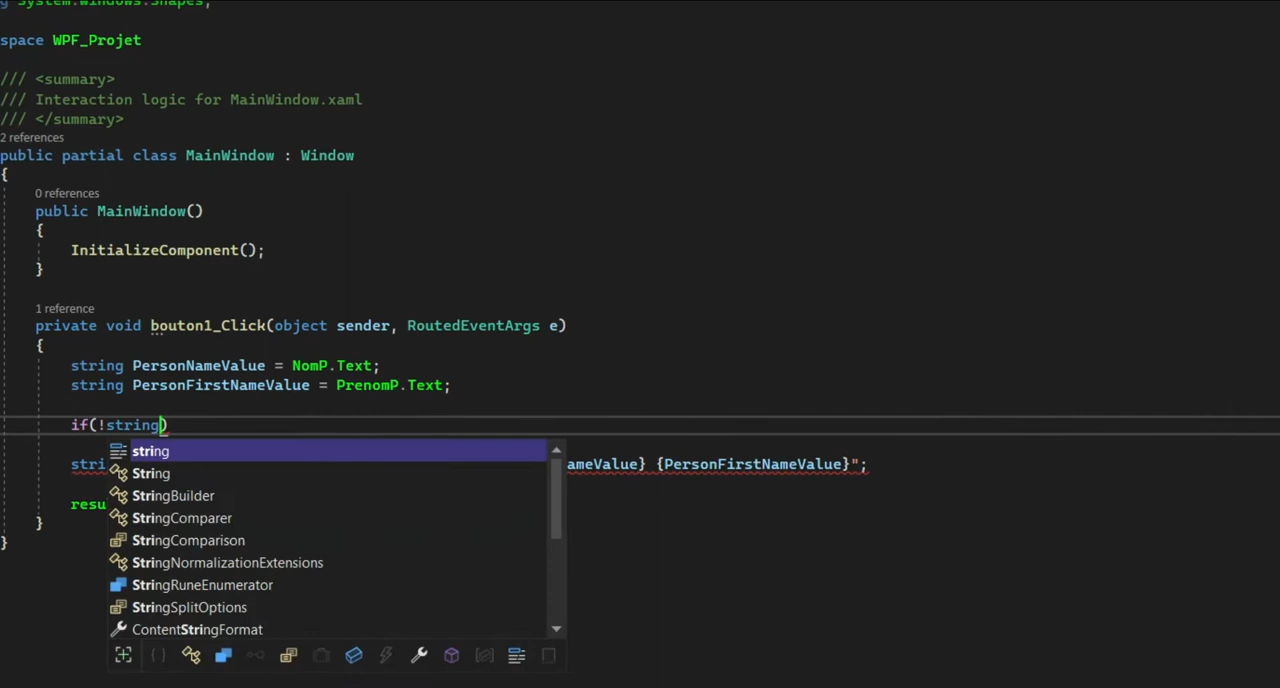 g System.Windows.Shapes;
space WPF_Projet
/// <summary>
/// Interaction logic for MainWindow.xaml
/// </summary>
2 references
public partial class MainWindow : Window
{
0 references
public MainWindow()
{
InitializeComponent();
}
1 reference
private void bouton1_Click(object sender, RoutedEventArgs e)
{
string PersonNameValue = NomP.Text;
string PersonFirstNameValue = PrenomP.Text;
if(!string)
string
stri ameValue} {PersonFirstNameValue}";
String
StringBuilder
resu
StringComparer
}
StringComparison
}
StringNormalizationExtensions
StringRuneEnumerator
StringSplitOptions
ContentStringFormat